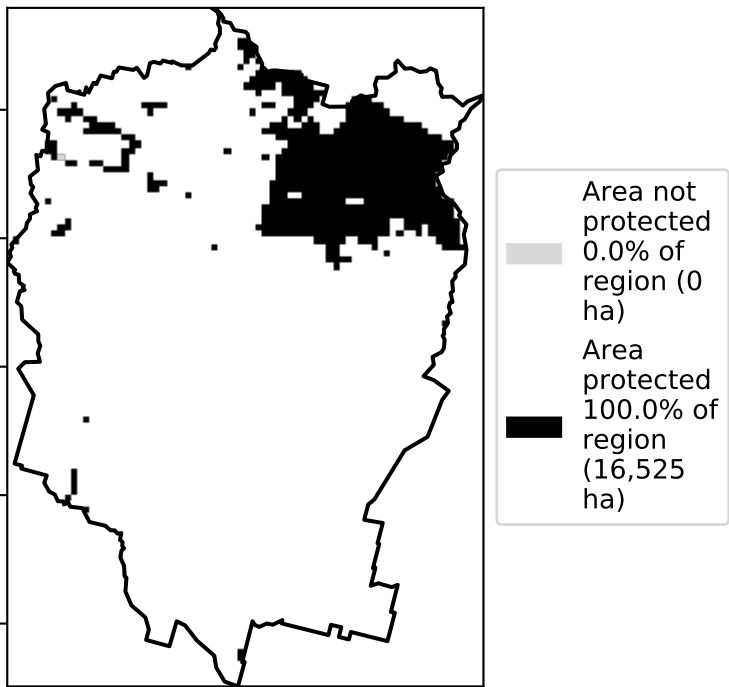 Area not
protected
0.0% of
region (0
ha)
Area
protected
100.0% of
region
(16,525
ha)